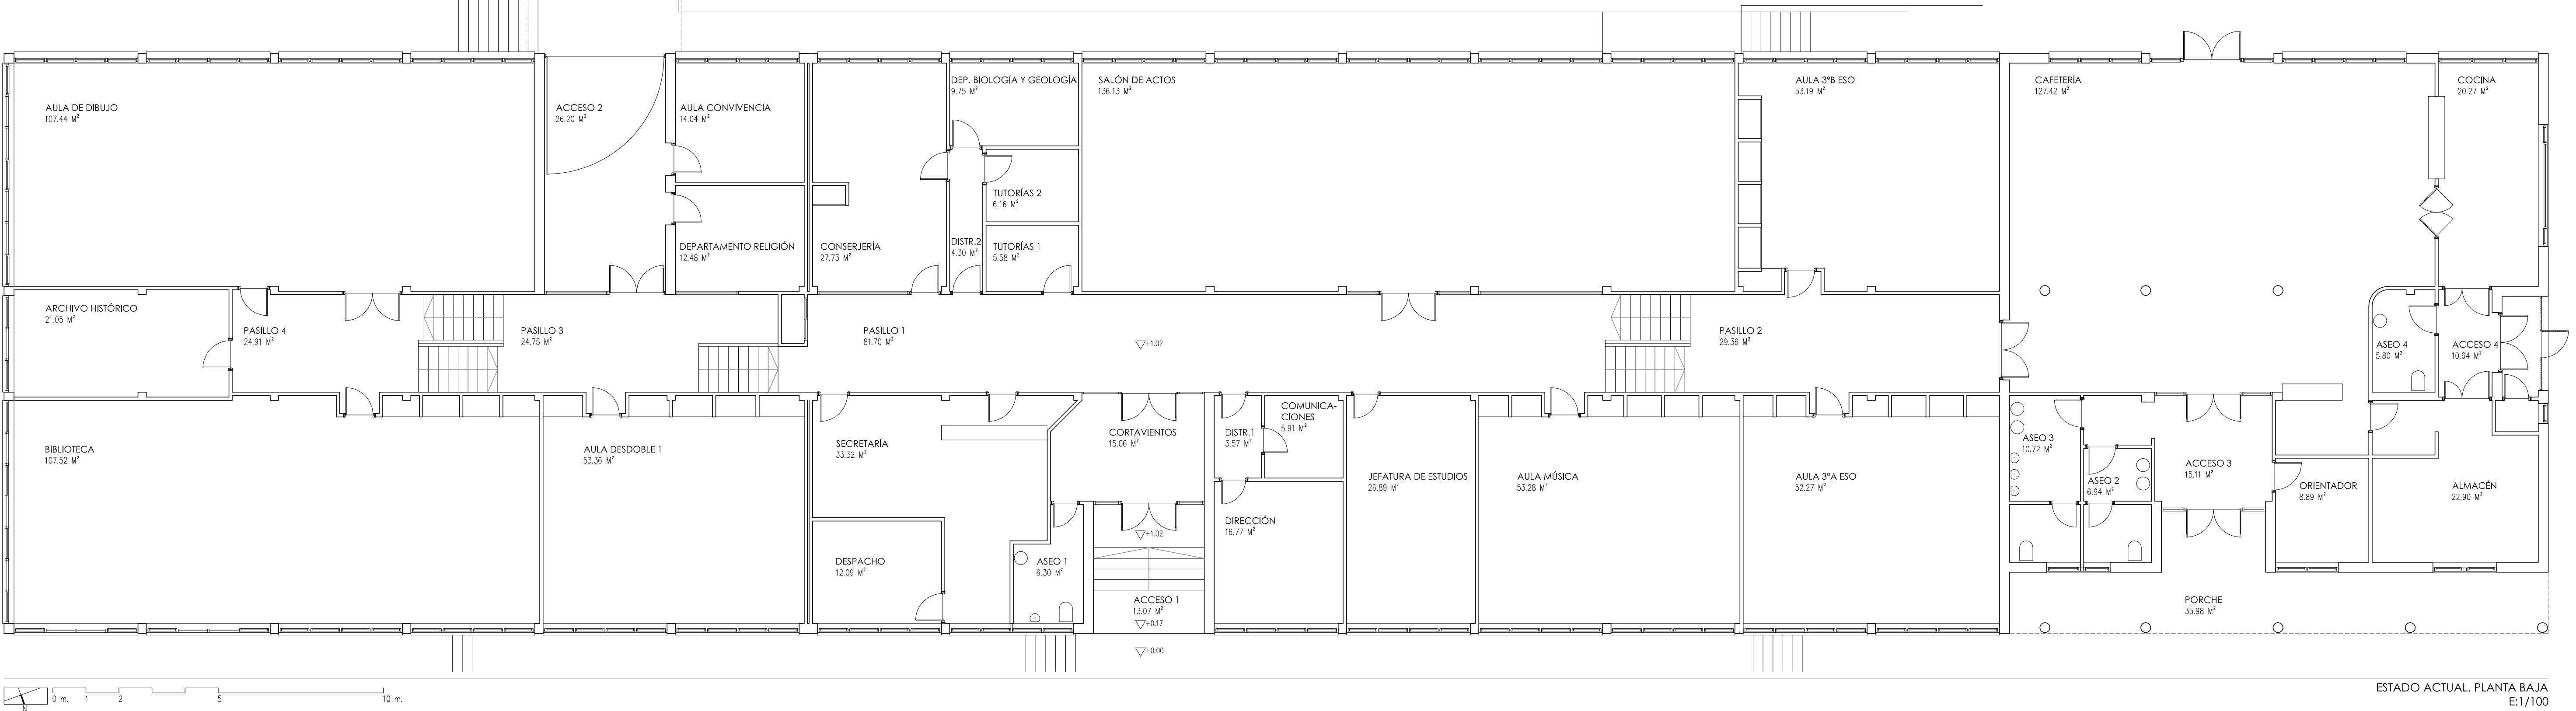 AULA DE DIBUJO
107.44 M²
ACCESO 2
26.20 M²
AULA CONVIVENCIA
14.04 M²
DEP. BIOLOGÍA Y GEOLOGÍA
9.75 M²
SALÓN DE ACTOS
136.13 M²
AULA 3ºB ESO
53.19 M²
CAFETERÍA
127.42 M²
COCINA
20.27 M²
TUTORÍAS 2
6.16 M²
DEPARTAMENTO RELIGIÓN
12.48 M²
CONSERJERÍA
27.73 M²
DISTR.2
4.30 M²
TUTORÍAS 1
5.58 M²
ARCHIVO HISTÓRICO
21.05 M²
PASILLO 4
24.91 M²
PASILLO 3
24.75 M²
PASILLO 1
81.70 M²
+1.02
PASILLO 2
29.36 M²
ASEO 4
5.80 M²
ACCESO 4
10.64 M²
BIBLIOTECA
107.52 M²
AULA DESDOBLE 1
53.36 M²
SECRETARÍA
33.32 M²
CORTAVIENTOS
15.06 M²
DISTR.1
3.57 M²
COMUNICA-
CIONES
5.91 M²
JEFATURA DE ESTUDIOS
26.89 M²
AULA MÚSICA
53.28 M²
AULA 3ºA ESO
52.27 M²
ASEO 3
10.72 M²
ASEO 2
6.94 M²
ACCESO 3
15.11 M²
ORIENTADOR
8.89 M²
ALMACÉN
22.90 M²
DESPACHO
12.09 M²
ASEO 1
6.30 M²
+1.02
DIRECCIÓN
16.77 M²
ACCESO 1
13.07 M²
+0.17
PORCHE
35.98 M²
+0.00
N
0 m. 1 2 5 10 m.
ESTADO ACTUAL. PLANTA BAJA
E:1/100